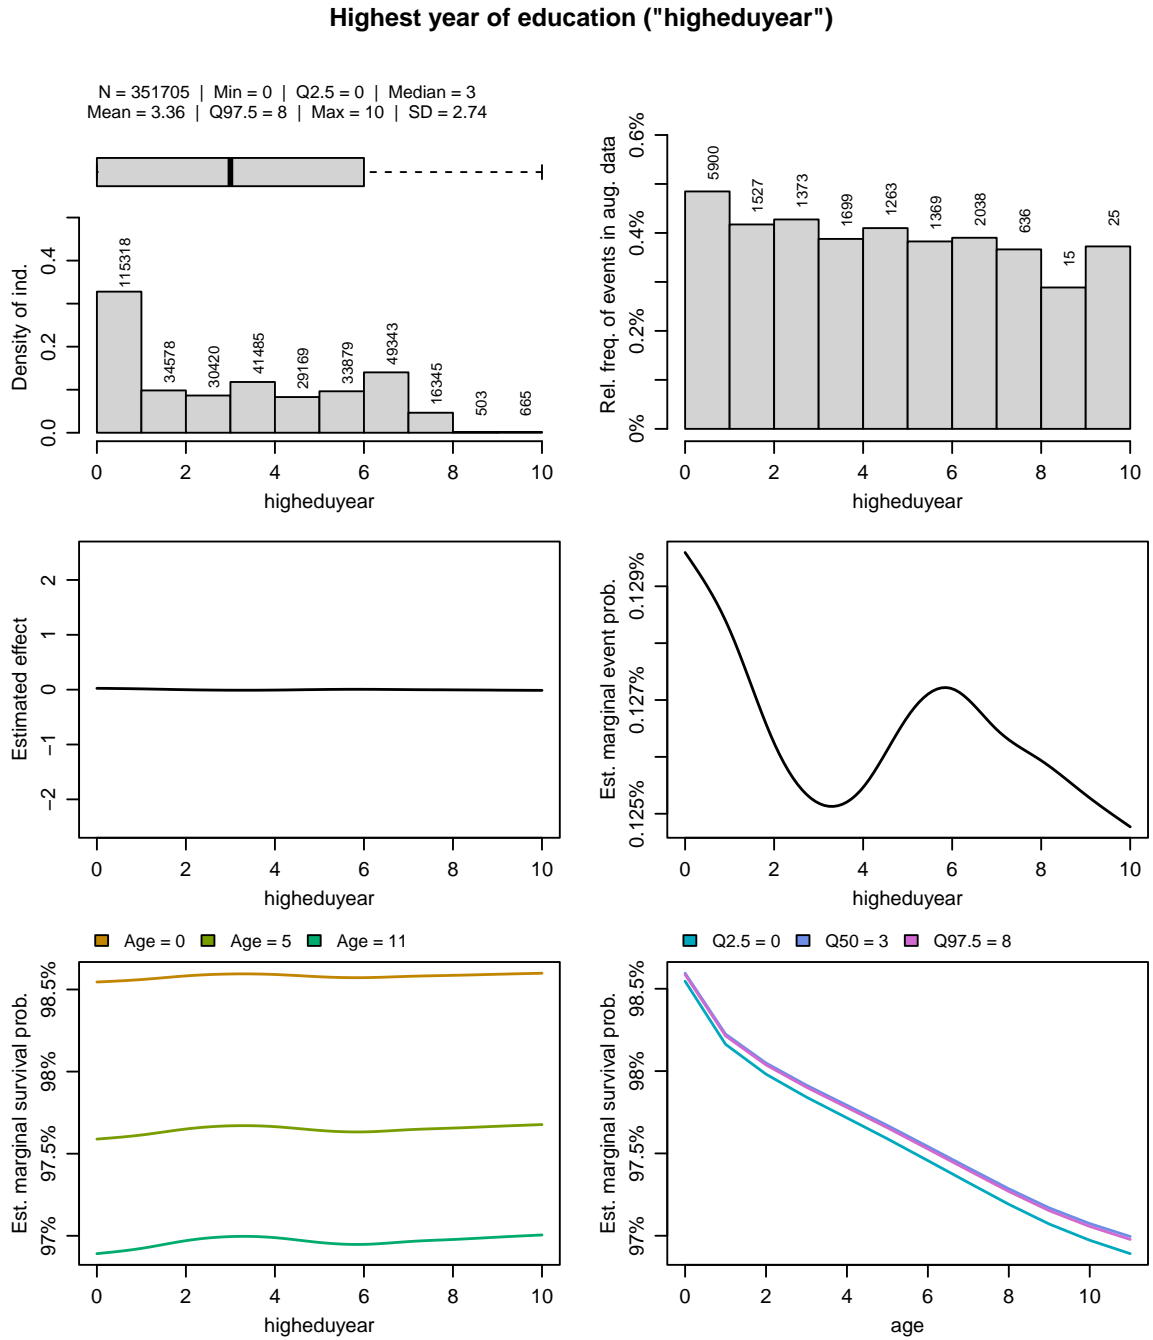 Highest year of education ("higheduyear")
N = 351705 | Min = 0 | Q2.5 = 0 | Median = 3
Mean = 3.36 | Q97.5 = 8 | Max = 10 | SD = 2.74
Density of ind.
0.0 0.2 0.4
115318 34578 30420 41485 29169 33879 49343 16345 503 665
0 2 4 6 8 10
higheduyear
Rel. freq. of events in aug. data
0% 0.2% 0.4% 0.6%
5900 1527 1373 1699 1263 1369 2038 636 15 25
0 2 4 6 8 10
higheduyear
Estimated effect
−2 −1 0 1 2
0 2 4 6 8 10
higheduyear
Est. marginal event prob.
0.125% 0.127% 0.129%
0 2 4 6 8 10
higheduyear
Age = 0 Age = 5 Age = 11
Est. marginal survival prob.
97% 97.5% 98% 98.5%
0 2 4 6 8 10
higheduyear
Q2.5 = 0 Q50 = 3 Q97.5 = 8
Est. marginal survival prob.
97% 97.5% 98% 98.5%
0 2 4 6 8 10
age